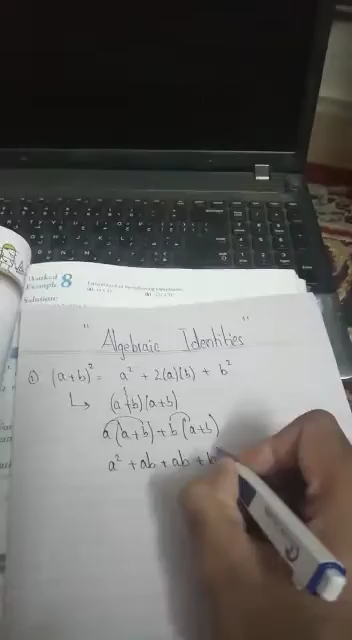 Worked
Example 8
Solution:
" Algebraic Identities "
① (a+b)² = a² + 2(a)(b) + b²
↳ (a+b)(a+b)
a(a+b)+b(a+b)
a² + ab + ab + b